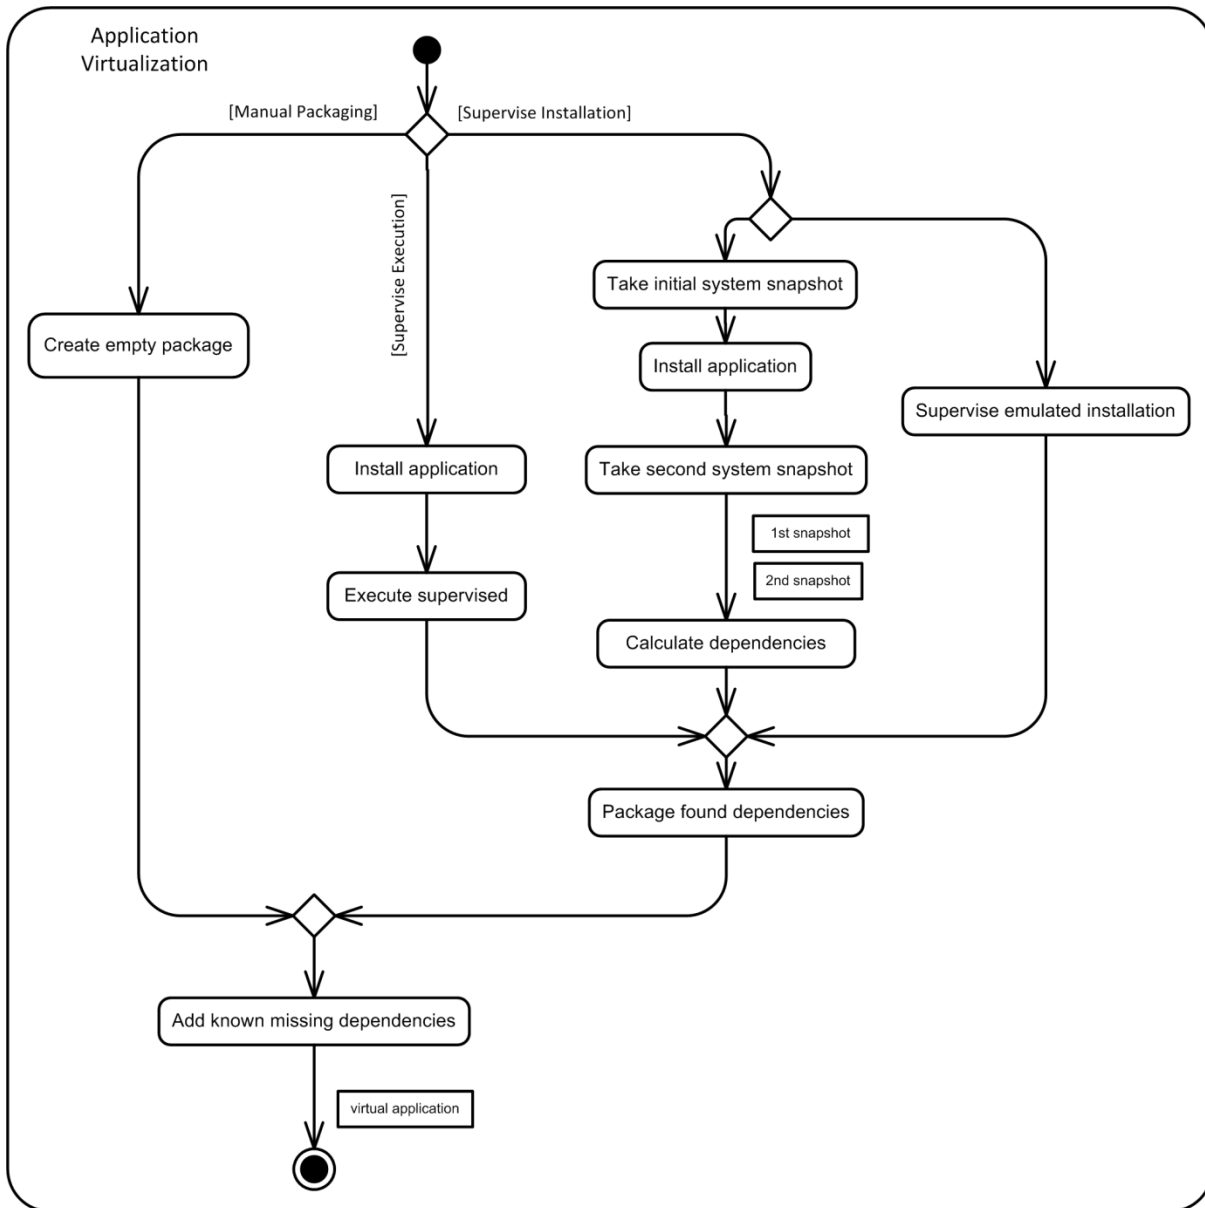 Application
Virtualization
[Manual Packaging]
[Supervise Installation]
[Supervise Execution]
Take initial system snapshot
Create empty package
Install application
Supervise emulated installation
Install application
Take second system snapshot
1st snapshot
2nd snapshot
Execute supervised
Calculate dependencies
Package found dependencies
Add known missing dependencies
virtual application